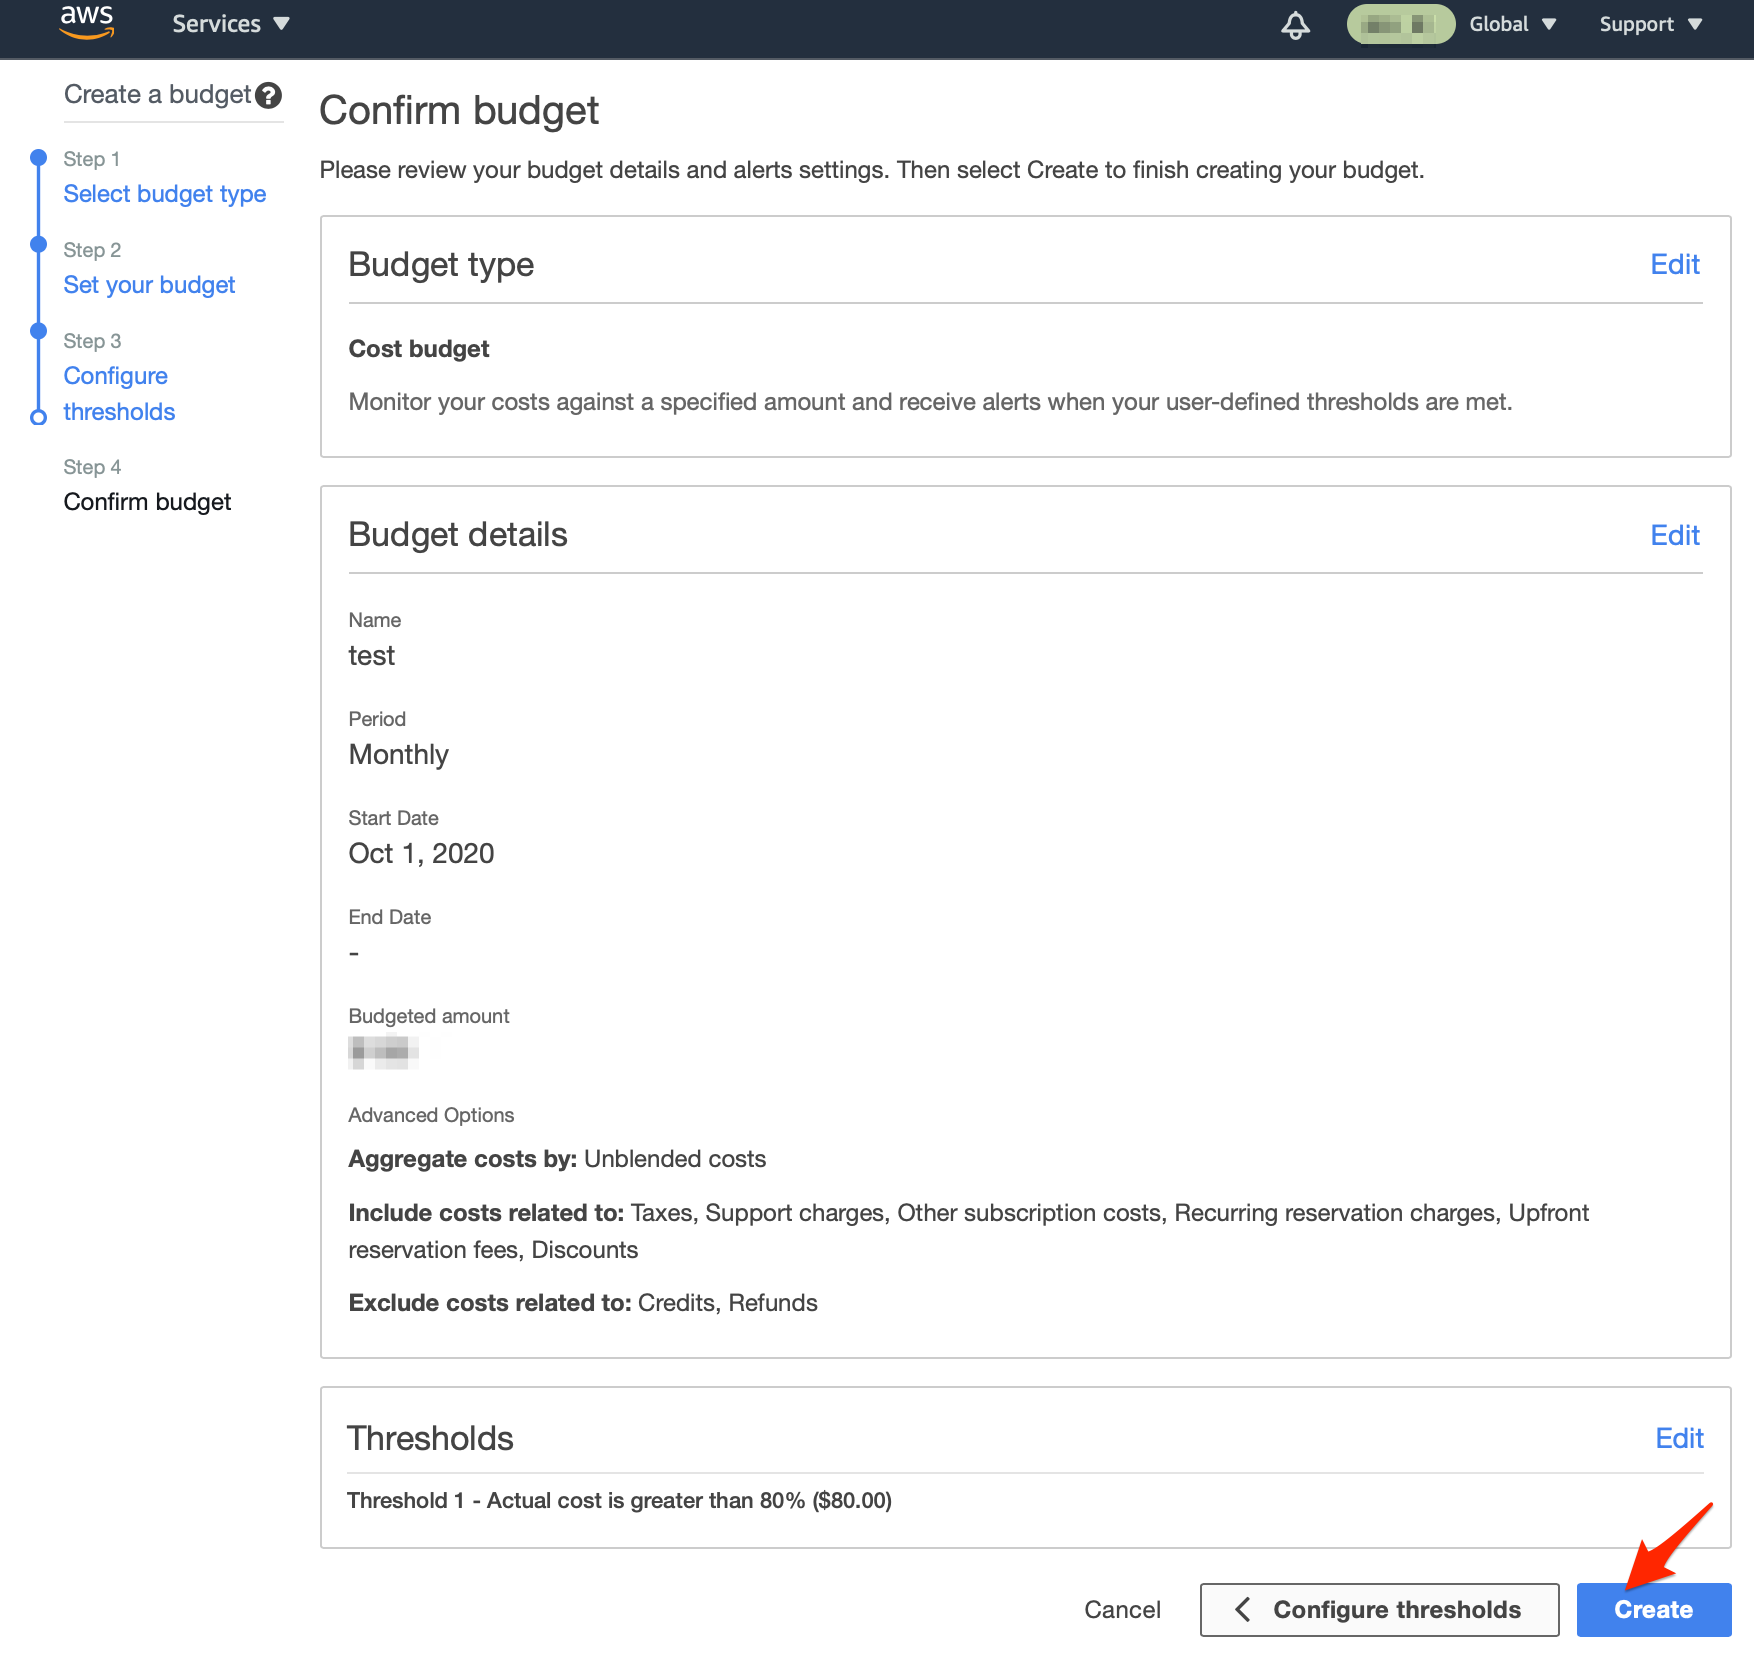 aws
Services
Global
Support
Create a budget
Step 1
Select budget type
Step 2
Set your budget
Step 3
Configure
thresholds
Step 4
Confirm budget
Confirm budget
Please review your budget details and alerts settings. Then select Create to finish creating your budget.
Budget type
Edit
Cost budget
Monitor your costs against a specified amount and receive alerts when your user-defined thresholds are met.
Budget details
Edit
Name
test
Period
Monthly
Start Date
Oct 1, 2020
End Date
-
Budgeted amount
Advanced Options
Aggregate costs by: Unblended costs
Include costs related to: Taxes, Support charges, Other subscription costs, Recurring reservation charges, Upfront
reservation fees, Discounts
Exclude costs related to: Credits, Refunds
Thresholds
Edit
Threshold 1 - Actual cost is greater than 80% ($80.00)
Cancel
Configure thresholds
Create